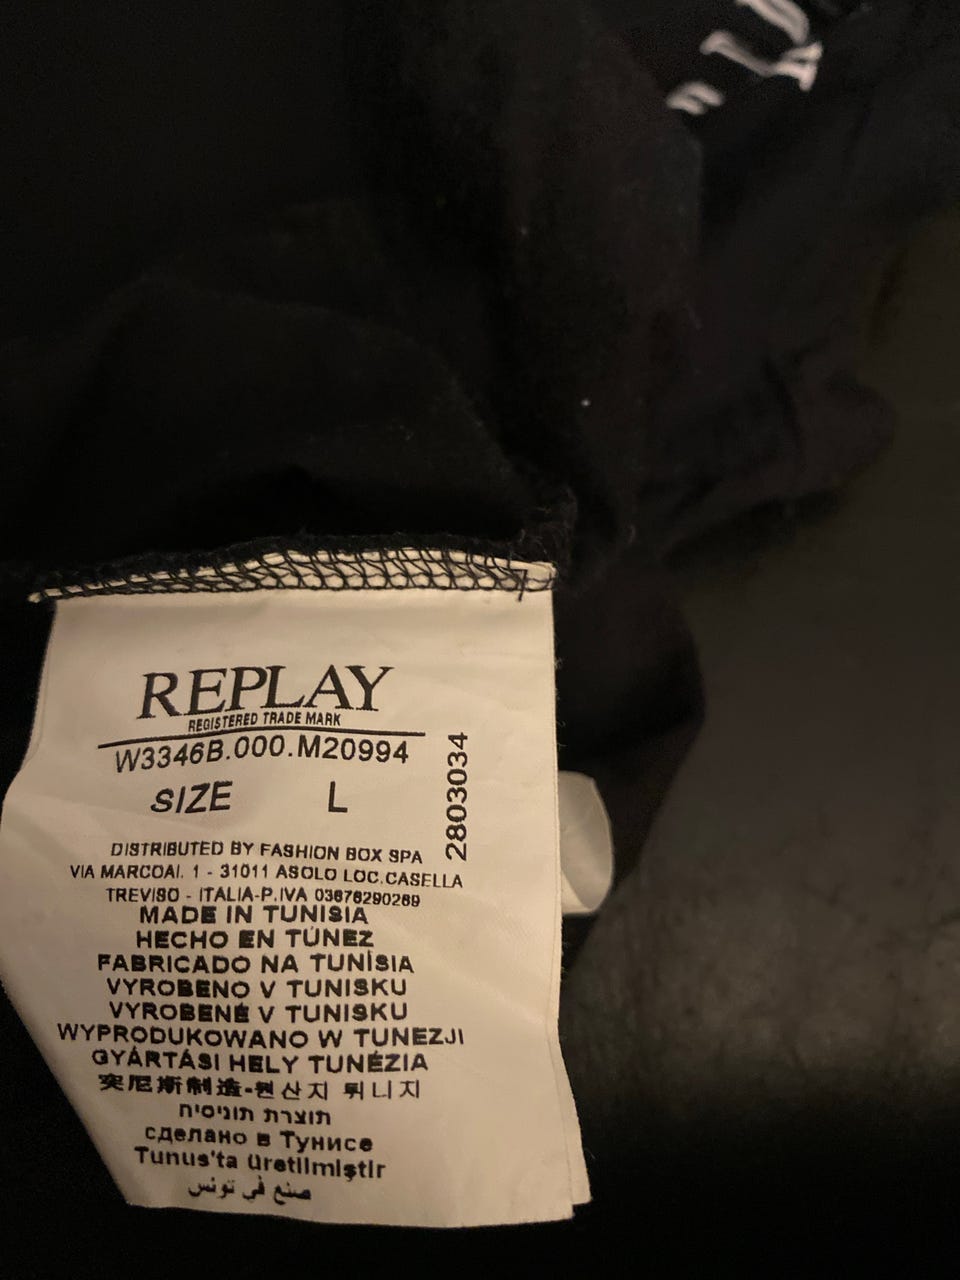 REPLAY
REGISTERED TRADE MARK
W3346B.000.M20994
SIZE L
2803034
DISTRIBUTED BY FASHION BOX SPA
VIA MARCOAI. 1 - 31011 ASOLO LOC.CASELLA
TREVISO - ITALIA-P.IVA 03676290269
MADE IN TUNISIA
HECHO EN TÚNEZ
FABRICADO NA TUNÍSIA
VYROBENO V TUNISKU
VYROBENÉ V TUNISKU
WYPRODUKOWANO W TUNEZJI
GYÁRTÁSI HELY TUNÉZIA
突尼斯制造-원산지 튀니지
תוצרת תוניסיה
сделано в Тунисе
Tunus'ta üretilmiştir
صنع في تونس